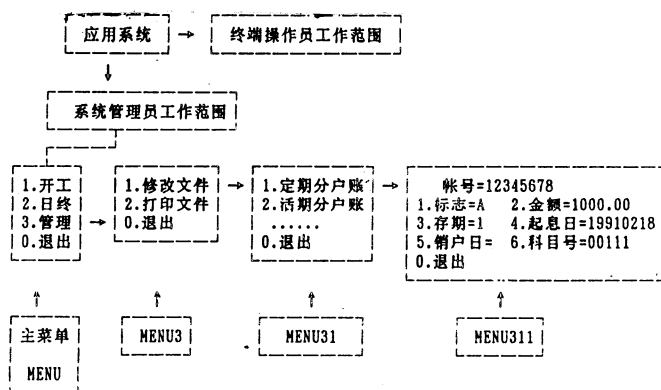 应用系统 → 终端操作员工作范围
↓
系统管理员工作范围
1.开工
2.日终
3.管理 →
0.退出
1.修改文件 →
2.打印文件
0.退出
1.定期分户账 →
2.活期分户账
......
0.退出
帐号=12345678
1.标志=A 2.金额=1000.00
3.存期=1 4.起息日=19910218
5.销户日= 6.科目号=00111
0.退出
↑ ↑ ↑ ↑
主菜单
MENU
MENU3
MENU31
MENU311